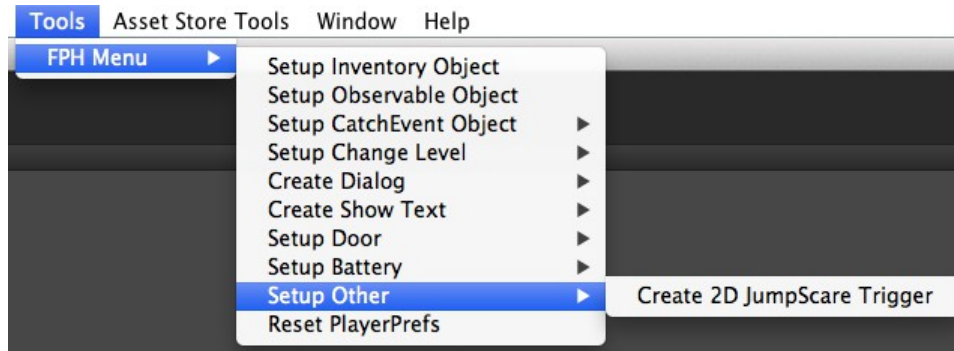 Tools Asset Store Tools Window Help
FPH Menu
Setup Inventory Object
Setup Observable Object
Setup CatchEvent Object
Setup Change Level
Create Dialog
Create Show Text
Setup Door
Setup Battery
Setup Other
Create 2D JumpScare Trigger
Reset PlayerPrefs